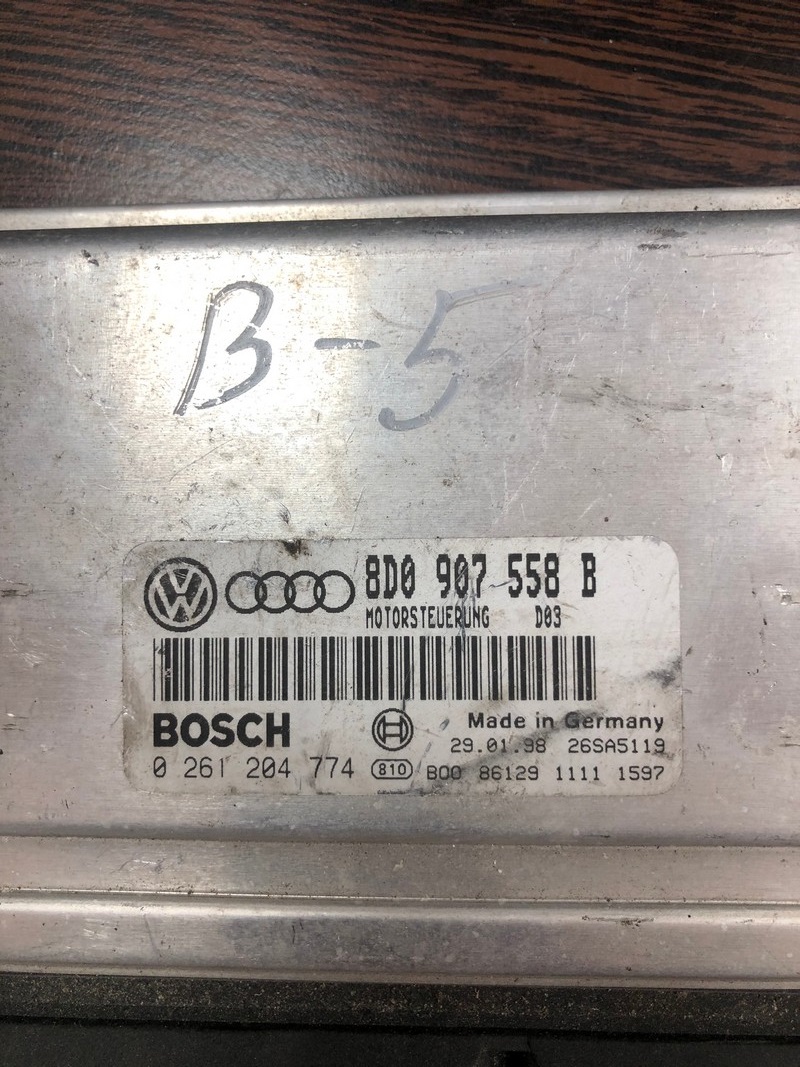 B-5
8D0 907 558 B
MOTORSTEUERUNG D03
BOSCH
Made in Germany
29.01.98 26SA5119
0 261 204 774 810 B00 86129 1111 1597